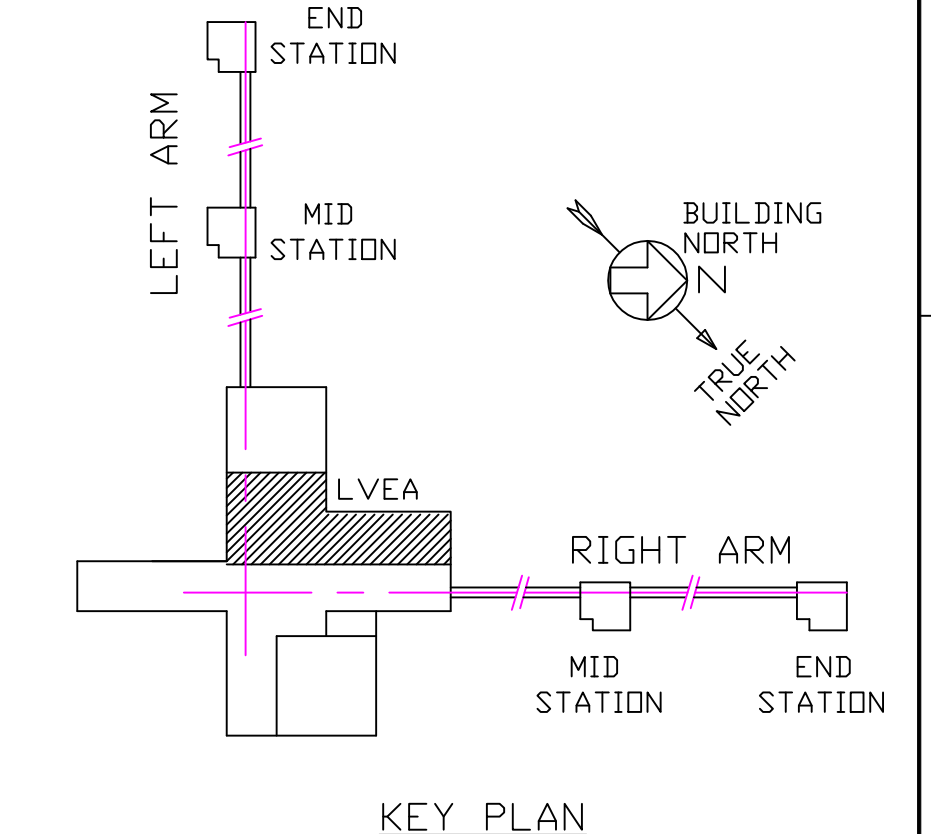 END
STATION
LEFT ARM
MID
STATION
BUILDING
NORTH
N
TRUE
NORTH
LVEA
RIGHT ARM
MID
STATION
END
STATION
KEY PLAN